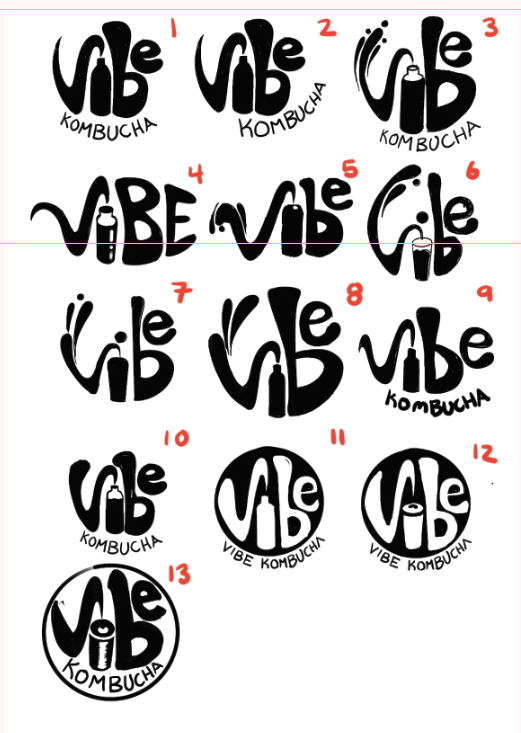 Vibe 1
KOMBUCHA
Vibe 2
KOMBUCHA
Vibe 3
KOMBUCHA
ViBE 4
Vibe 5
Vibe 6
Vibe 7
Vibe 8
Vibe 9
KOMBUCHA
Vibe 10
KOMBUCHA
Vibe 11
VIBE KOMBUCHA
Vibe 12
VIBE KOMBUCHA
Vibe 13
KOMBUCHA